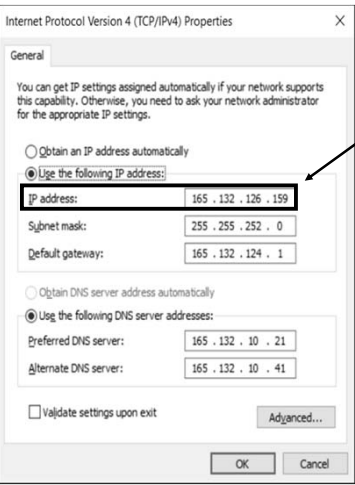 Internet Protocol Version 4 (TCP/IPv4) Properties
General
You can get IP settings assigned automatically if your network supports
this capability. Otherwise, you need to ask your network administrator
for the appropriate IP settings.
Obtain an IP address automatically
Use the following IP address:
IP address: 165 . 132 . 126 . 159
Subnet mask: 255 . 255 . 252 . 0
Default gateway: 165 . 132 . 124 . 1
Obtain DNS server address automatically
Use the following DNS server addresses:
Preferred DNS server: 165 . 132 . 10 . 21
Alternate DNS server: 165 . 132 . 10 . 41
Validate settings upon exit
Advanced...
OK Cancel